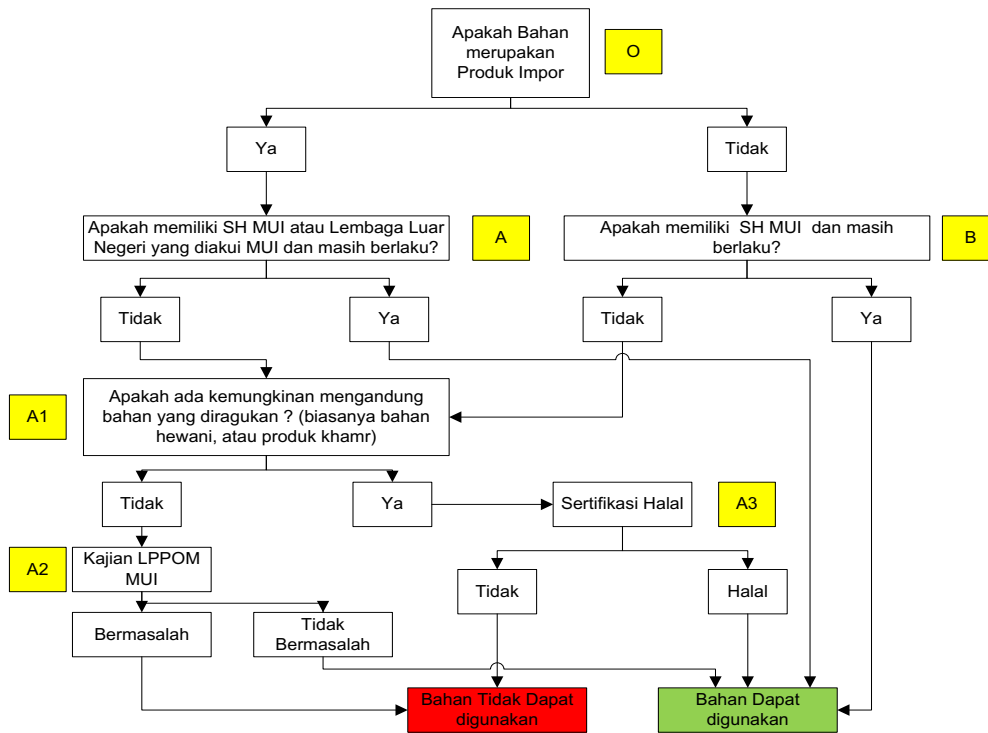 Apakah Bahan
merupakan
Produk Impor
O
Ya
Tidak
Apakah memiliki SH MUI atau Lembaga Luar
Negeri yang diakui MUI dan masih berlaku?
A
Apakah memiliki SH MUI dan masih
berlaku?
B
Tidak
Ya
Tidak
Ya
A1
Apakah ada kemungkinan mengandung
bahan yang diragukan ? (biasanya bahan
hewani, atau produk khamr)
Tidak
Ya
Sertifikasi Halal
A3
A2
Kajian LPPOM
MUI
Tidak
Halal
Bermasalah
Tidak
Bermasalah
Bahan Tidak Dapat
digunakan
Bahan Dapat
digunakan